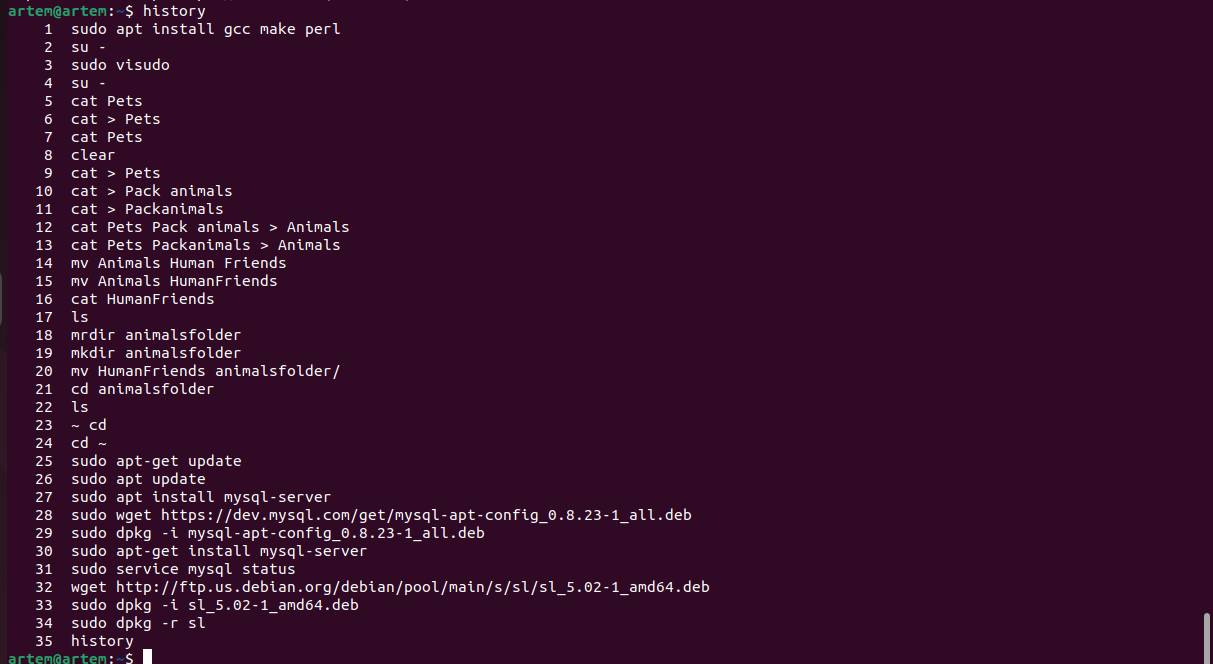 artem@artem:~$ history
1 sudo apt install gcc make perl
2 su -
3 sudo visudo
4 su -
5 cat Pets
6 cat > Pets
7 cat Pets
8 clear
9 cat > Pets
10 cat > Pack animals
11 cat > Packanimals
12 cat Pets Pack animals > Animals
13 cat Pets Packanimals > Animals
14 mv Animals Human Friends
15 mv Animals HumanFriends
16 cat HumanFriends
17 ls
18 mrdir animalsfolder
19 mkdir animalsfolder
20 mv HumanFriends animalsfolder/
21 cd animalsfolder
22 ls
23 ~ cd
24 cd ~
25 sudo apt-get update
26 sudo apt update
27 sudo apt install mysql-server
28 sudo wget https://dev.mysql.com/get/mysql-apt-config_0.8.23-1_all.deb
29 sudo dpkg -i mysql-apt-config_0.8.23-1_all.deb
30 sudo apt-get install mysql-server
31 sudo service mysql status
32 wget http://ftp.us.debian.org/debian/pool/main/s/sl/sl_5.02-1_amd64.deb
33 sudo dpkg -i sl_5.02-1_amd64.deb
34 sudo dpkg -r sl
35 history
artem@artem:~$